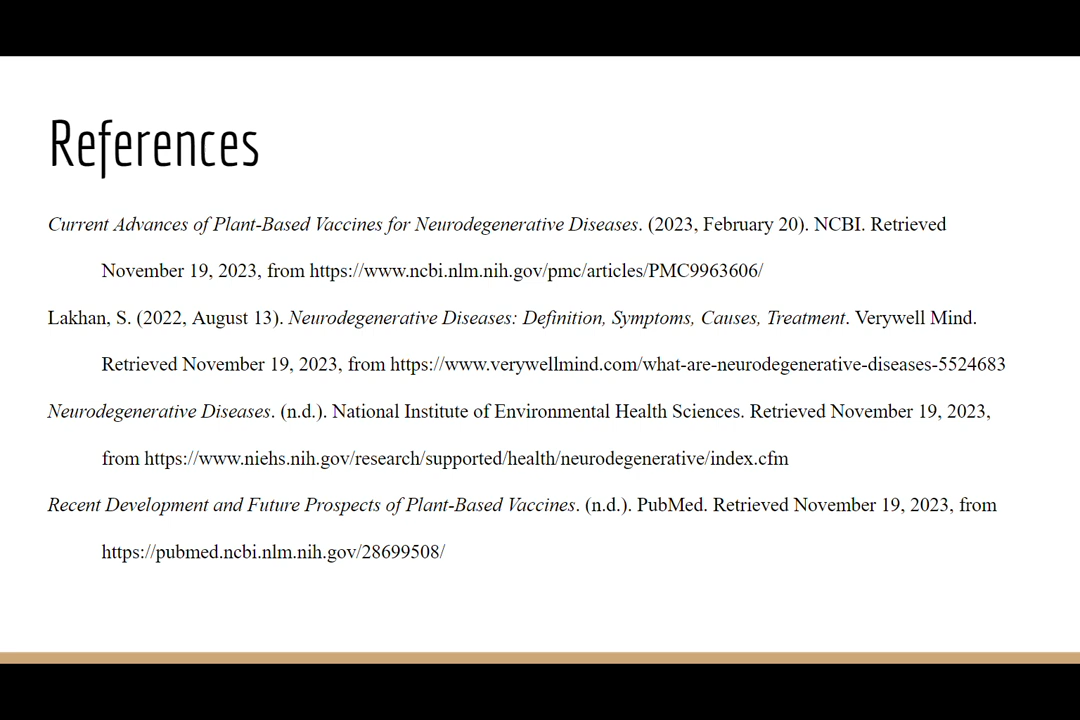 References
Current Advances of Plant-Based Vaccines for Neurodegenerative Diseases. (2023, February 20). NCBI. Retrieved
November 19, 2023, from https://www.ncbi.nlm.nih.gov/pmc/articles/PMC9963606/
Lakhan, S. (2022, August 13). Neurodegenerative Diseases: Definition, Symptoms, Causes, Treatment. Verywell Mind.
Retrieved November 19, 2023, from https://www.verywellmind.com/what-are-neurodegenerative-diseases-5524683
Neurodegenerative Diseases. (n.d.). National Institute of Environmental Health Sciences. Retrieved November 19, 2023,
from https://www.niehs.nih.gov/research/supported/health/neurodegenerative/index.cfm
Recent Development and Future Prospects of Plant-Based Vaccines. (n.d.). PubMed. Retrieved November 19, 2023, from
https://pubmed.ncbi.nlm.nih.gov/28699508/